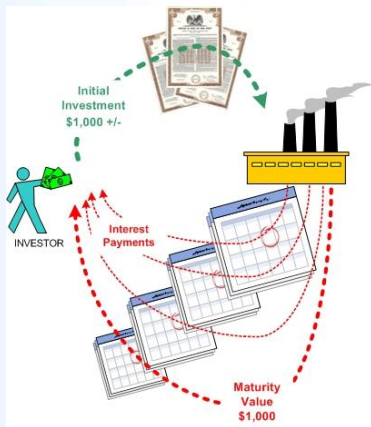 Initial
Investment
$1,000 +/-
INVESTOR
Interest
Payments
Maturity
Value
$1,000